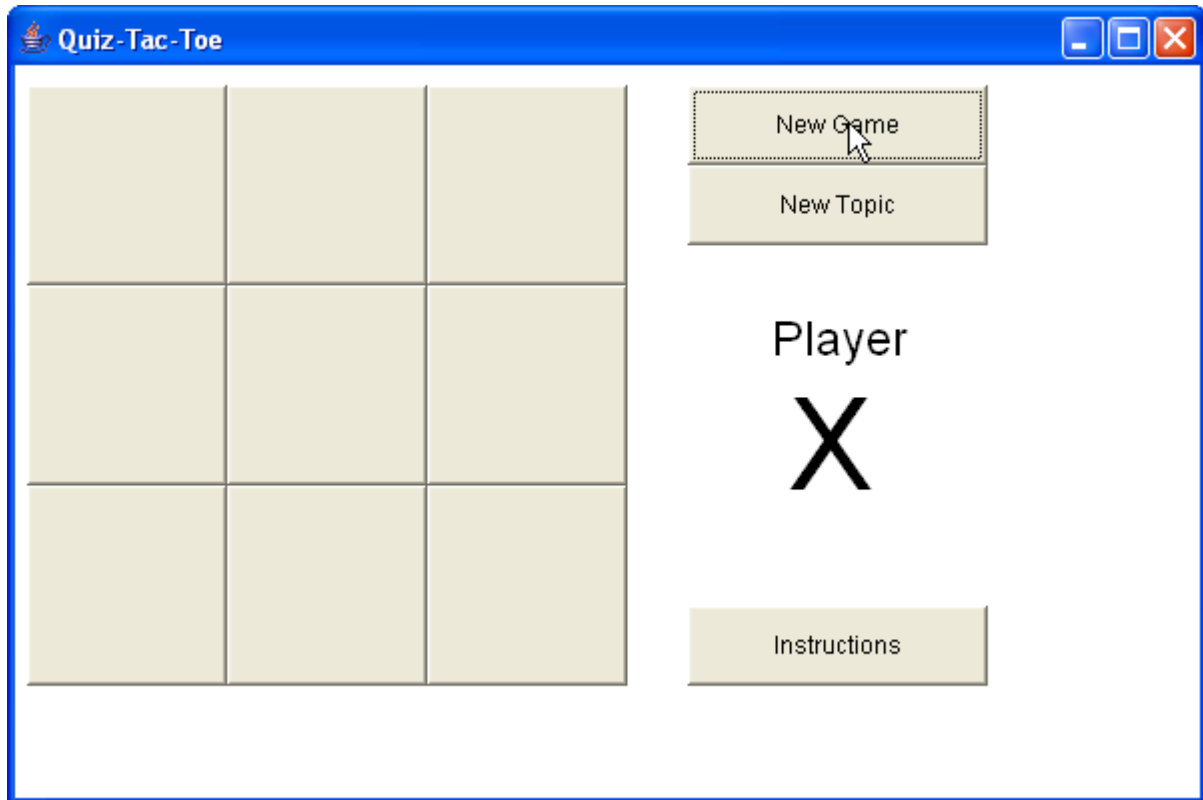 Quiz-Tac-Toe
New Game
New Topic
Player
X
Instructions